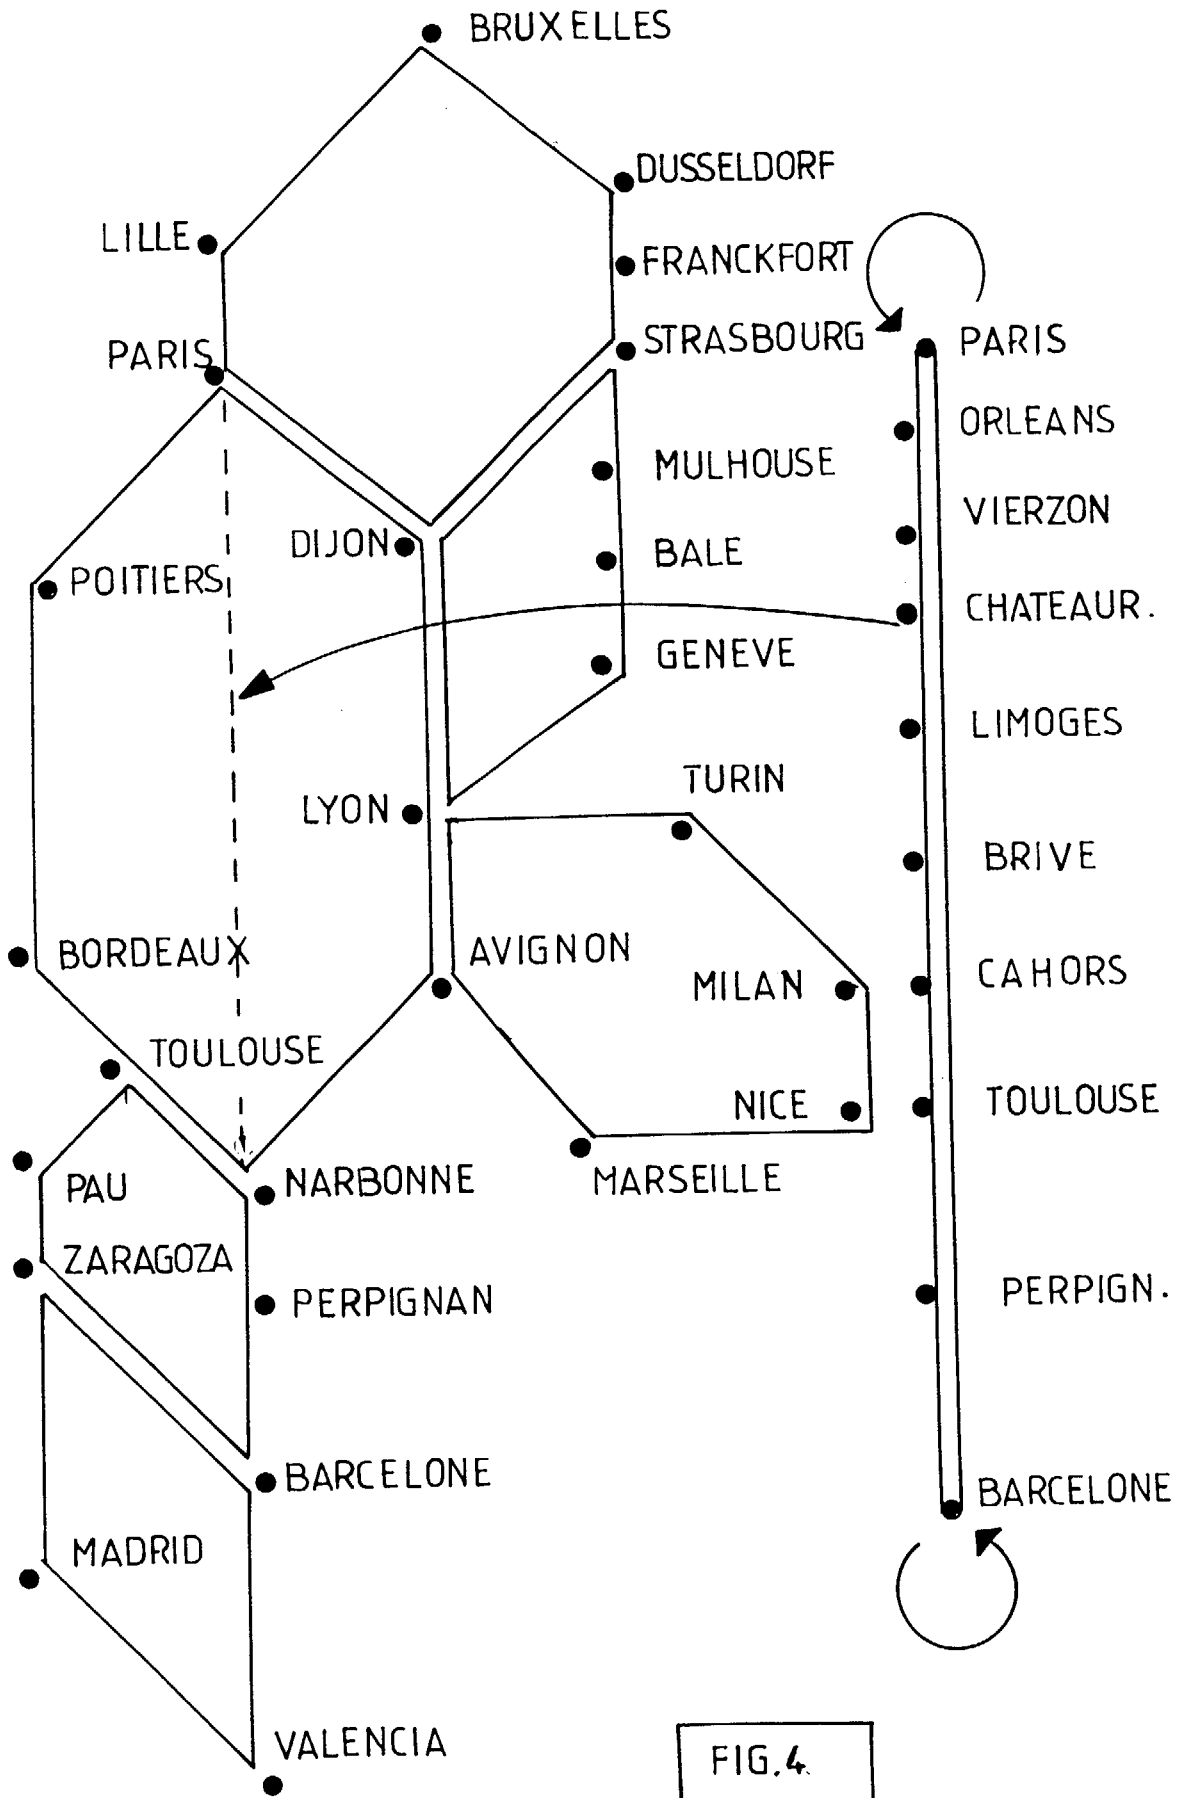 BRUXELLES
DUSSELDORF
LILLE
FRANCKFORT
STRASBOURG
PARIS
PARIS
ORLEANS
MULHOUSE
VIERZON
DIJON
BALE
POITIERS
CHATEAUR.
GENEVE
LIMOGES
TURIN
LYON
BRIVE
BORDEAUX
AVIGNON
MILAN
CAHORS
TOULOUSE
NICE
TOULOUSE
PAU
NARBONNE
MARSEILLE
ZARAGOZA
PERPIGNAN
PERPIGN.
BARCELONE
BARCELONE
MADRID
VALENCIA
FIG.4.